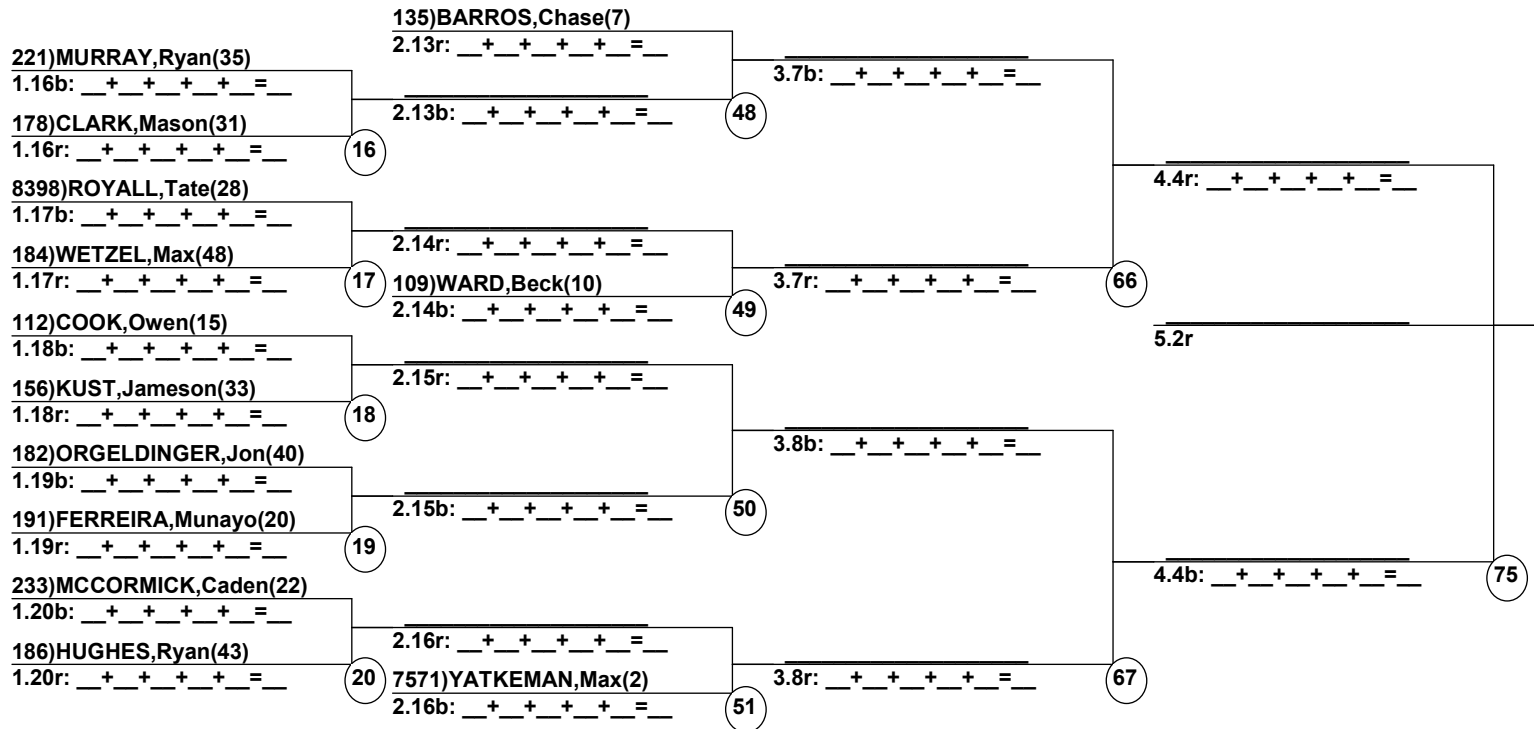 135)BARROS,Chase(7)
2.13r: __+__+__+__+__=__
221)MURRAY,Ryan(35)
1.16b: __+__+__+__+__=__
3.7b: __+__+__+__+__=__
2.13b: __+__+__+__+__=__
48
178)CLARK,Mason(31)
1.16r: __+__+__+__+__=__
16
8398)ROYALL,Tate(28)
1.17b: __+__+__+__+__=__
4.4r: __+__+__+__+__=__
2.14r: __+__+__+__+__=__
184)WETZEL,Max(48)
1.17r: __+__+__+__+__=__
17
109)WARD,Beck(10)
2.14b: __+__+__+__+__=__
49
3.7r: __+__+__+__+__=__
66
112)COOK,Owen(15)
1.18b: __+__+__+__+__=__
5.2r
2.15r: __+__+__+__+__=__
156)KUST,Jameson(33)
1.18r: __+__+__+__+__=__
18
3.8b: __+__+__+__+__=__
182)ORGELDINGER,Jon(40)
1.19b: __+__+__+__+__=__
2.15b: __+__+__+__+__=__
50
191)FERREIRA,Munayo(20)
1.19r: __+__+__+__+__=__
19
4.4b: __+__+__+__+__=__
75
233)MCCORMICK,Caden(22)
1.20b: __+__+__+__+__=__
2.16r: __+__+__+__+__=__
186)HUGHES,Ryan(43)
1.20r: __+__+__+__+__=__
20
7571)YATKEMAN,Max(2)
2.16b: __+__+__+__+__=__
51
3.8r: __+__+__+__+__=__
67